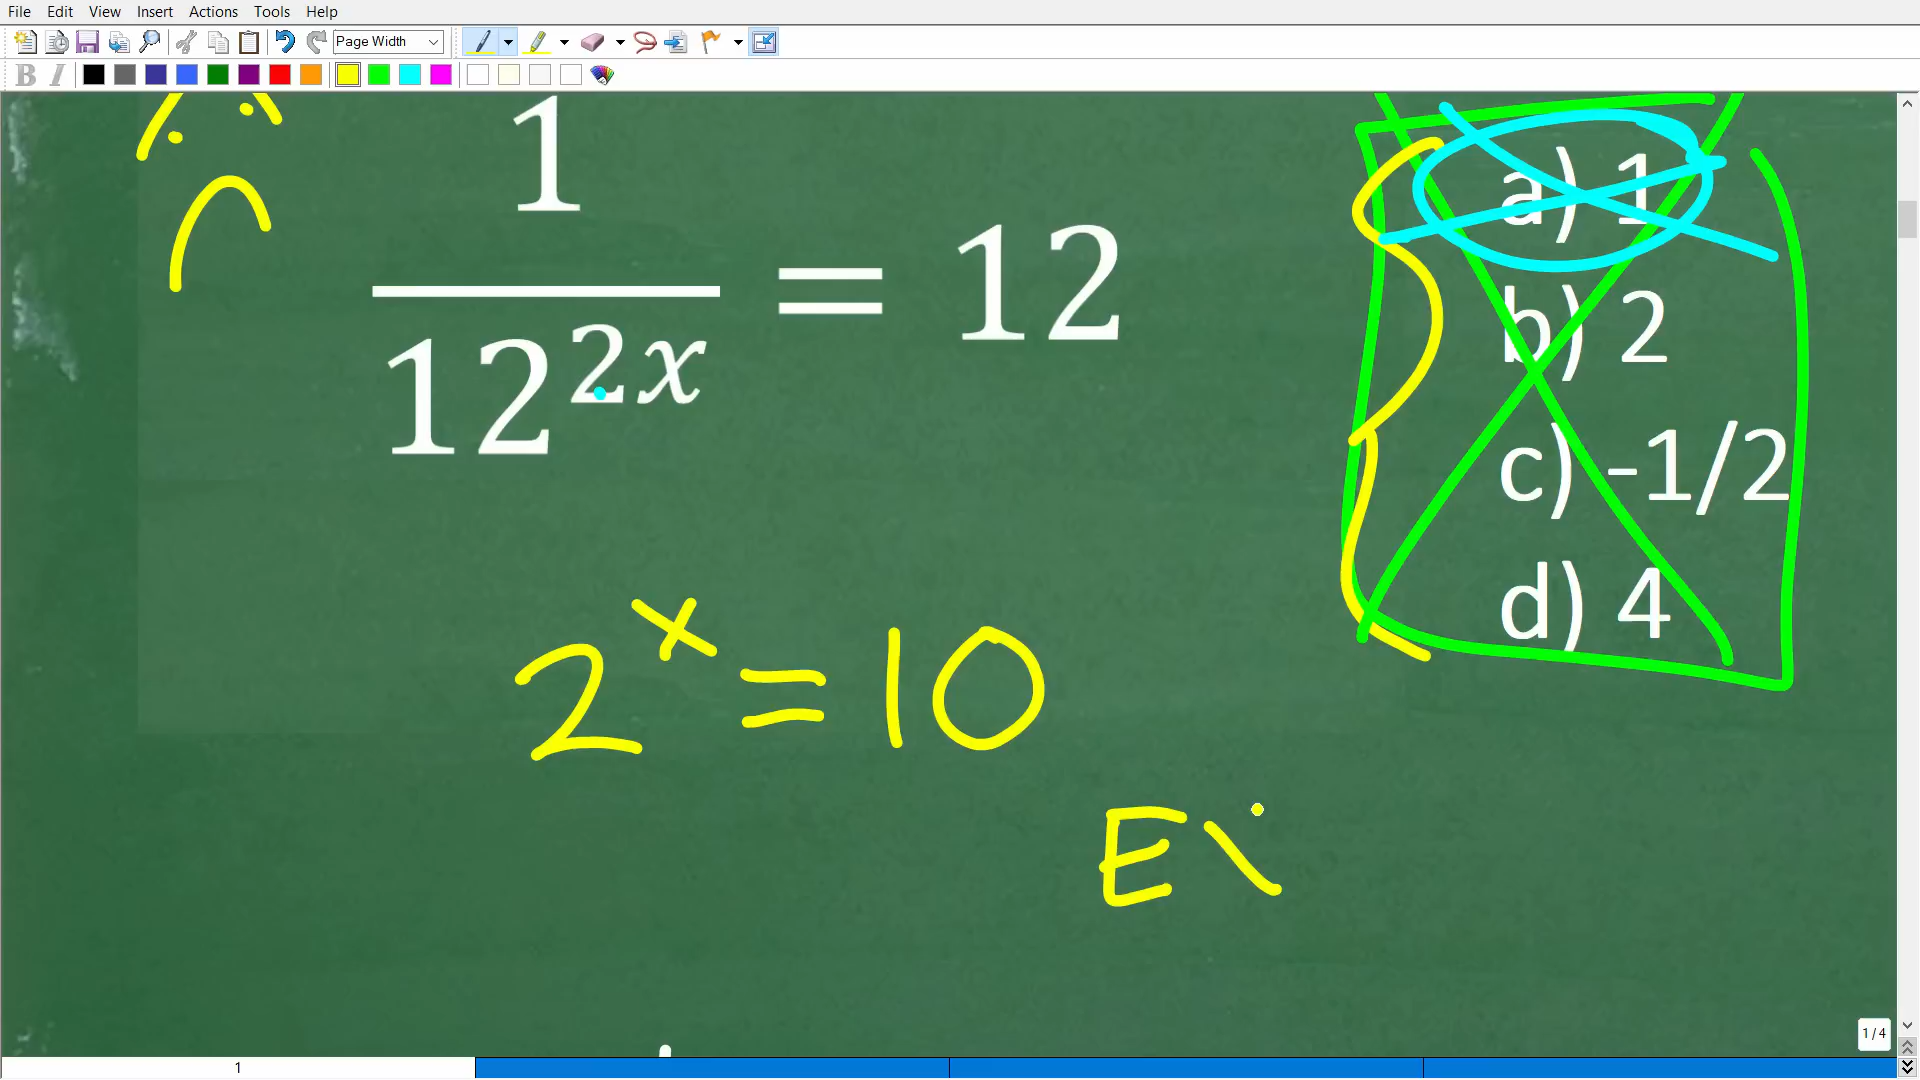 File Edit View Insert Actions Tools Help
Page Width
B I
1
12^{2x}
= 12
a) 1
b) 2
c) -1/2
d) 4
2^x = 10
E
1 / 4
1